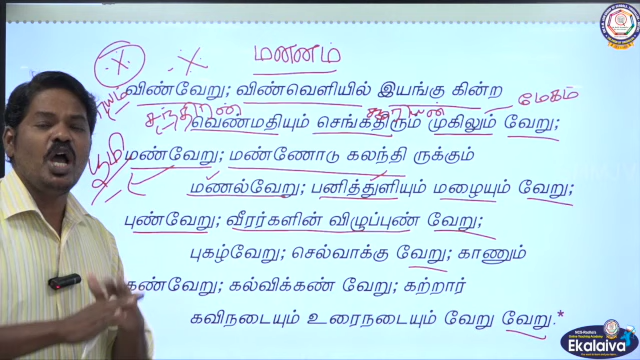 மனனம்
விண்வேறு; விண்வெளியில் இயங்கு கின்ற
மேகம்
சந்திரன் சூரியன்
வெண்மதியும் செங்கதிரும் முகிலும் வேறு;
பூமி
மண்வேறு; மண்ணோடு கலந்தி ருக்கும்
மணல்வேறு; பனித்துளியும் மழையும் வேறு;
புண்வேறு; வீரர்களின் விழுப்புண் வேறு;
புகழ்வேறு; செல்வாக்கு வேறு; காணும்
கண்வேறு; கல்விக்கண் வேறு; கற்றார்
கவிநடையும் உரைநடையும் வேறு வேறு.*
Ekalaiva